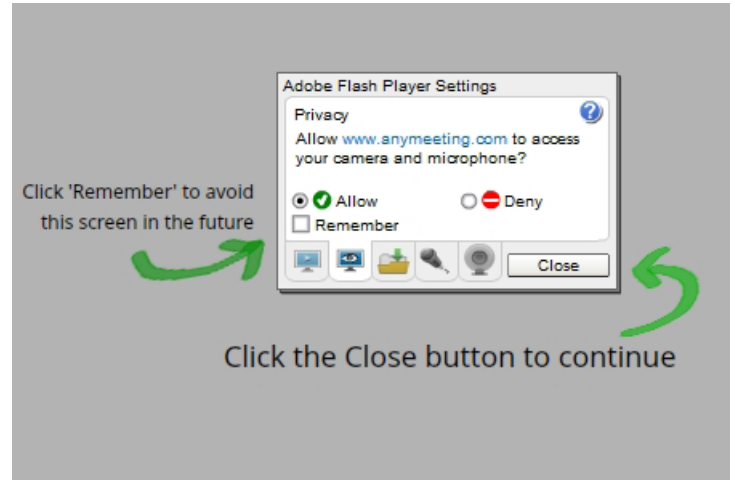 Adobe Flash Player Settings
Privacy
Allow www.anymeeting.com to access
your camera and microphone?
Allow
Deny
Remember
Close
Click 'Remember' to avoid
this screen in the future
Click the Close button to continue